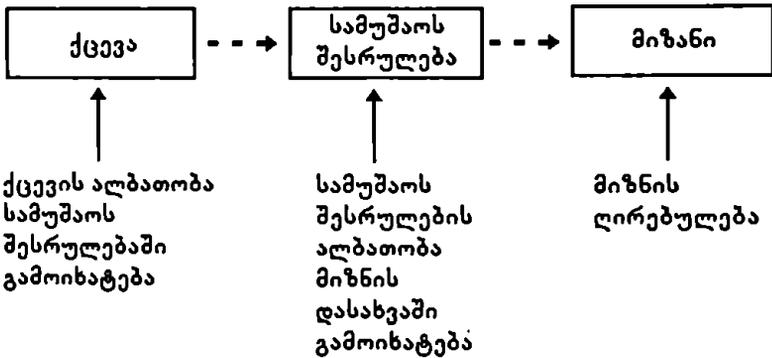 ქცევა
სამუშაოს
შესრულება
მიზანი
ქცევის ალბათობა
სამუშაოს
შესრულებაში
გამოიხატება
სამუშაოს
შესრულების
ალბათობა
მიზნის
დასახვაში
გამოიხატება
მიზნის
ღირებულება